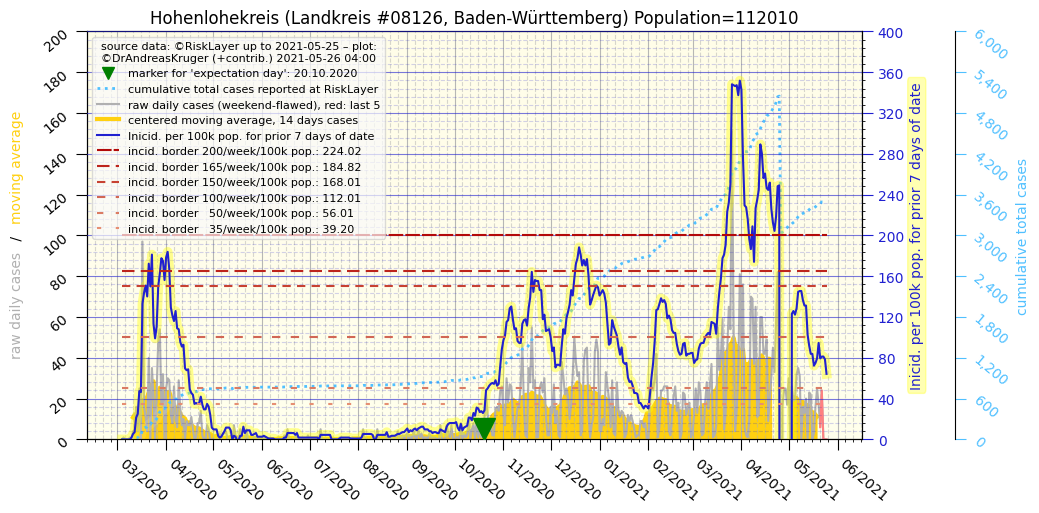 Hohenlohekreis (Landkreis #08126, Baden-Württemberg) Population=112010
source data: ©RiskLayer up to 2021-05-25 – plot:
©DrAndreasKruger (+contrib.) 2021-05-26 04:00
marker for 'expectation day': 20.10.2020
cumulative total cases reported at RiskLayer
raw daily cases (weekend-flawed), red: last 5
centered moving average, 14 days cases
Inicid. per 100k pop. for prior 7 days of date
incid. border 200/week/100k pop.: 224.02
incid. border 165/week/100k pop.: 184.82
incid. border 150/week/100k pop.: 168.01
incid. border 100/week/100k pop.: 112.01
incid. border   50/week/100k pop.: 56.01
incid. border   35/week/100k pop.: 39.20
raw daily cases / moving average
200
180
160
140
120
100
80
60
40
20
0
03/2020
04/2020
05/2020
06/2020
07/2020
08/2020
09/2020
10/2020
11/2020
12/2020
01/2021
02/2021
03/2021
04/2021
05/2021
06/2021
400
360
320
280
240
200
160
120
80
40
0
Inicid. per 100k pop. for prior 7 days of date
6,000
5,400
4,800
4,200
3,600
3,000
2,400
1,800
1,200
600
0
cumulative total cases